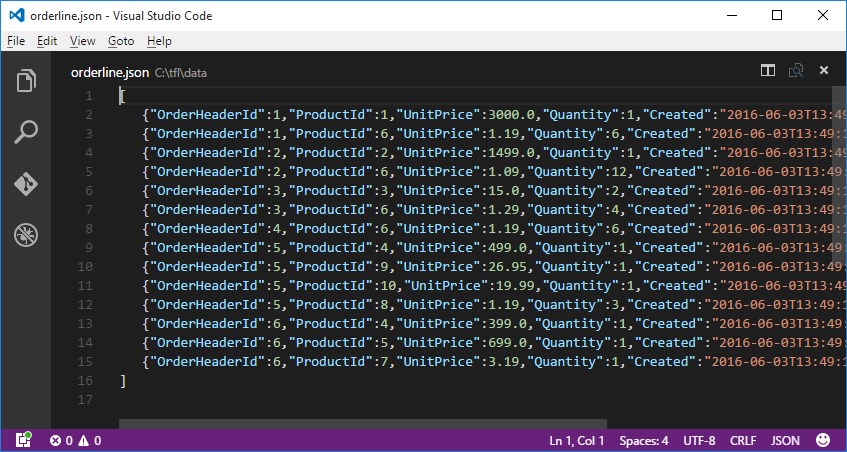 orderline.json - Visual Studio Code
File Edit View Goto Help
orderline.json C:\tfl\data
1 [
2 {"OrderHeaderId":1,"ProductId":1,"UnitPrice":3000.0,"Quantity":1,"Created":"2016-06-03T13:49:1
3 {"OrderHeaderId":1,"ProductId":6,"UnitPrice":1.19,"Quantity":6,"Created":"2016-06-03T13:49:1
4 {"OrderHeaderId":2,"ProductId":2,"UnitPrice":1499.0,"Quantity":1,"Created":"2016-06-03T13:49:
5 {"OrderHeaderId":2,"ProductId":6,"UnitPrice":1.09,"Quantity":12,"Created":"2016-06-03T13:49:
6 {"OrderHeaderId":3,"ProductId":3,"UnitPrice":15.0,"Quantity":2,"Created":"2016-06-03T13:49:1
7 {"OrderHeaderId":3,"ProductId":6,"UnitPrice":1.29,"Quantity":4,"Created":"2016-06-03T13:49:1
8 {"OrderHeaderId":4,"ProductId":6,"UnitPrice":1.19,"Quantity":6,"Created":"2016-06-03T13:49:1
9 {"OrderHeaderId":5,"ProductId":4,"UnitPrice":499.0,"Quantity":1,"Created":"2016-06-03T13:49:
10 {"OrderHeaderId":5,"ProductId":9,"UnitPrice":26.95,"Quantity":1,"Created":"2016-06-03T13:49:
11 {"OrderHeaderId":5,"ProductId":10,"UnitPrice":19.99,"Quantity":1,"Created":"2016-06-03T13:49
12 {"OrderHeaderId":5,"ProductId":8,"UnitPrice":1.19,"Quantity":3,"Created":"2016-06-03T13:49:1
13 {"OrderHeaderId":6,"ProductId":4,"UnitPrice":399.0,"Quantity":1,"Created":"2016-06-03T13:49:
14 {"OrderHeaderId":6,"ProductId":5,"UnitPrice":699.0,"Quantity":1,"Created":"2016-06-03T13:49:
15 {"OrderHeaderId":6,"ProductId":7,"UnitPrice":3.19,"Quantity":1,"Created":"2016-06-03T13:49:1
16 ]
17
0 0 Ln 1, Col 1 Spaces: 4 UTF-8 CRLF JSON